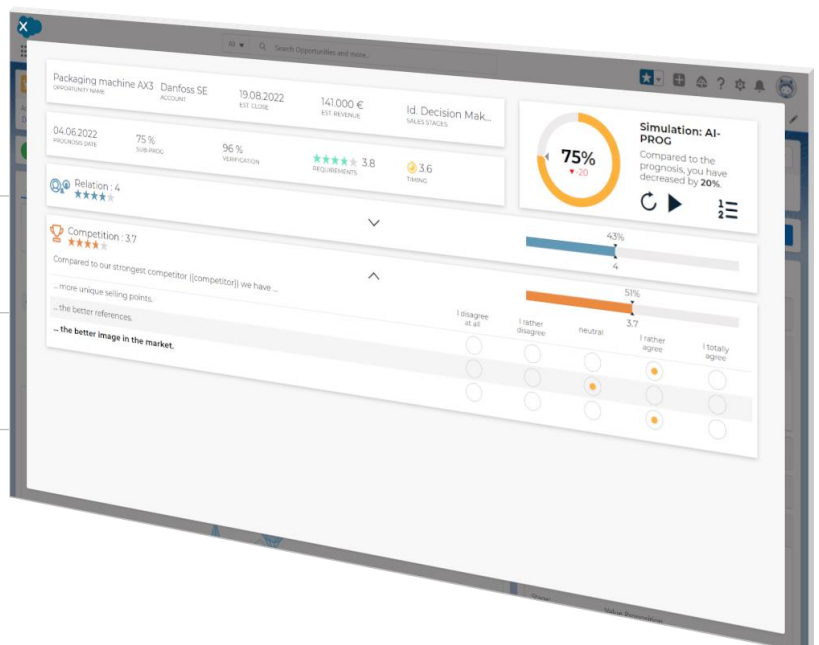 X
All
Search Opportunities and more...
Packaging machine AX3
OPPORTUNITY NAME
Danfoss SE
ACCOUNT
19.08.2022
EST. CLOSE
141.000 €
EST. REVENUE
Id. Decision Mak...
SALES STAGES
04.06.2022
PROGNOSIS DATE
75 %
SUB.PROG
96 %
VERIFICATION
3.8
REQUIREMENTS
3.6
TIMING
75%
▼-20
Simulation: AI-
PROG
Compared to the
prognosis, you have
decreased by 20%.
Relation : 4
43%
4
Competition : 3.7
51%
3.7
Compared to our strongest competitor ((competitor)) we have ...
I disagree
at all
I rather
disagree
neutral
I rather
agree
I totally
agree
... more unique selling points.
... the better references.
... the better image in the market.
Value Proposition